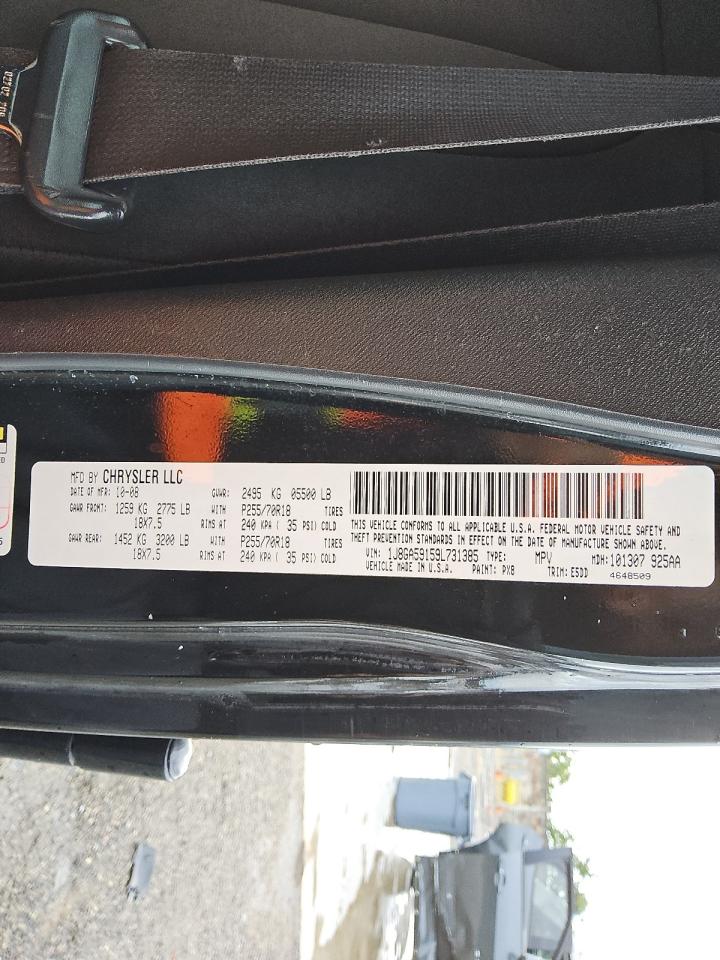 MFD BY CHRYSLER LLC
DATE OF MFR: 10-08 GVWR: 2495 KG 05500 LB
GAWR FRONT: 1259 KG 2775 LB WITH P255/70R18 TIRES
18X7.5 RIMS AT 240 KPA ( 35 PSI) COLD
GAWR REAR: 1452 KG 3200 LB WITH P255/70R18 TIRES
18X7.5 RIMS AT 240 KPA ( 35 PSI) COLD
THIS VEHICLE CONFORMS TO ALL APPLICABLE U.S.A. FEDERAL MOTOR VEHICLE SAFETY AND
THEFT PREVENTION STANDARDS IN EFFECT ON THE DATE OF MANUFACTURE SHOWN ABOVE.
VIN: 1J8GA59159L731385 TYPE: MPV MDH: 101307 925AA
VEHICLE MADE IN U.S.A. PAINT: PX8 TRIM: E5DD 4648509